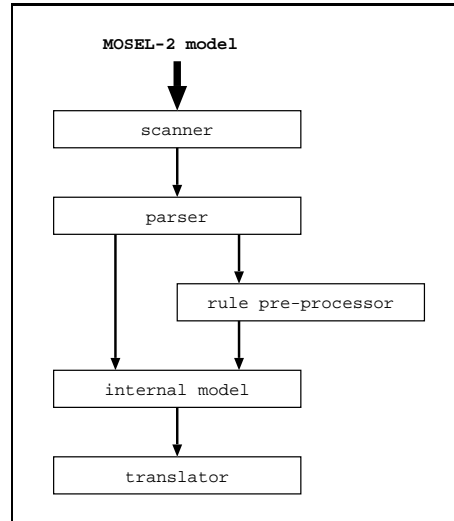 MOSEL-2 model
scanner
parser
rule pre-processor
internal model
translator